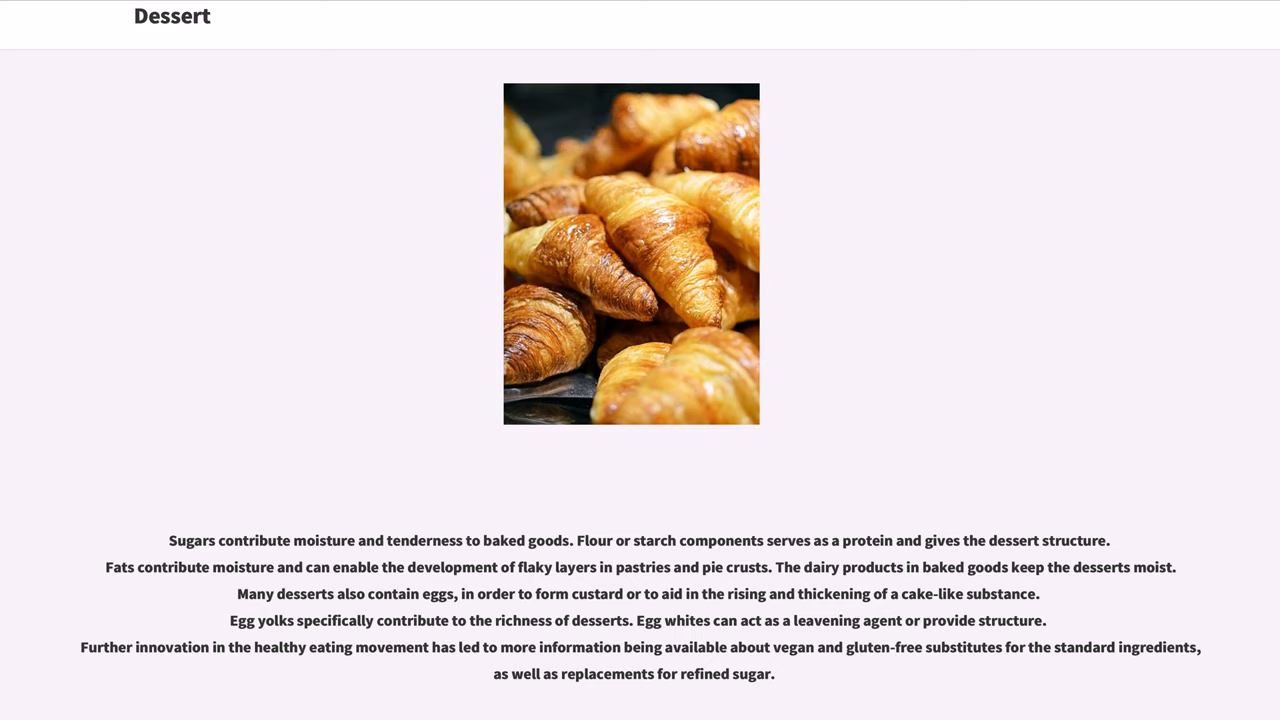 Dessert
Sugars contribute moisture and tenderness to baked goods. Flour or starch components serves as a protein and gives the dessert structure.
Fats contribute moisture and can enable the development of flaky layers in pastries and pie crusts. The dairy products in baked goods keep the desserts moist.
Many desserts also contain eggs, in order to form custard or to aid in the rising and thickening of a cake-like substance.
Egg yolks specifically contribute to the richness of desserts. Egg whites can act as a leavening agent or provide structure.
Further innovation in the healthy eating movement has led to more information being available about vegan and gluten-free substitutes for the standard ingredients,
as well as replacements for refined sugar.